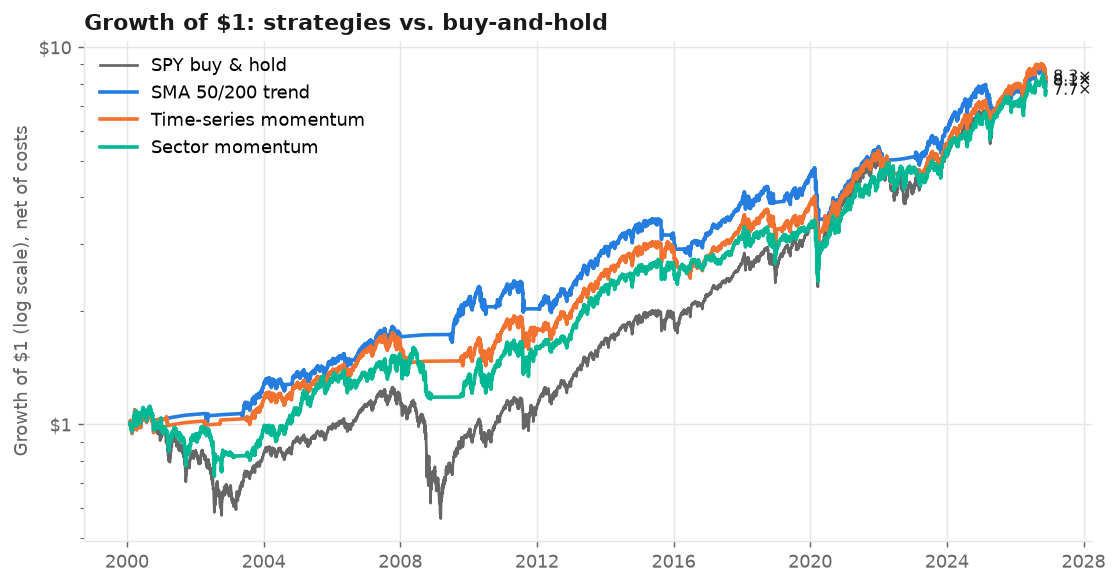 Growth of $1: strategies vs. buy-and-hold
$10
SPY buy & hold
SMA 50/200 trend
Time-series momentum
Sector momentum
7.7×
$1
Growth of $1 (log scale), net of costs
2000 2004 2008 2012 2016 2020 2024 2028